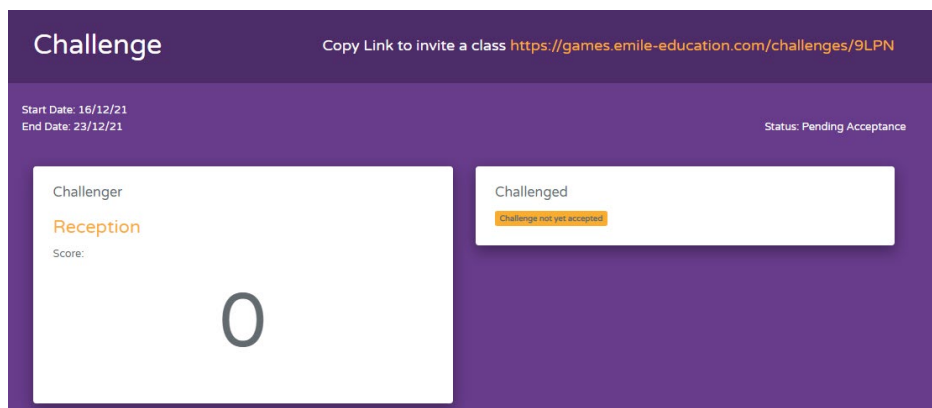 Challenge
Copy Link to invite a class https://games.emile-education.com/challenges/9LPN
Start Date: 16/12/21
End Date: 23/12/21
Status: Pending Acceptance
Challenger
Reception
Score:
0
Challenged
Challenge not yet accepted